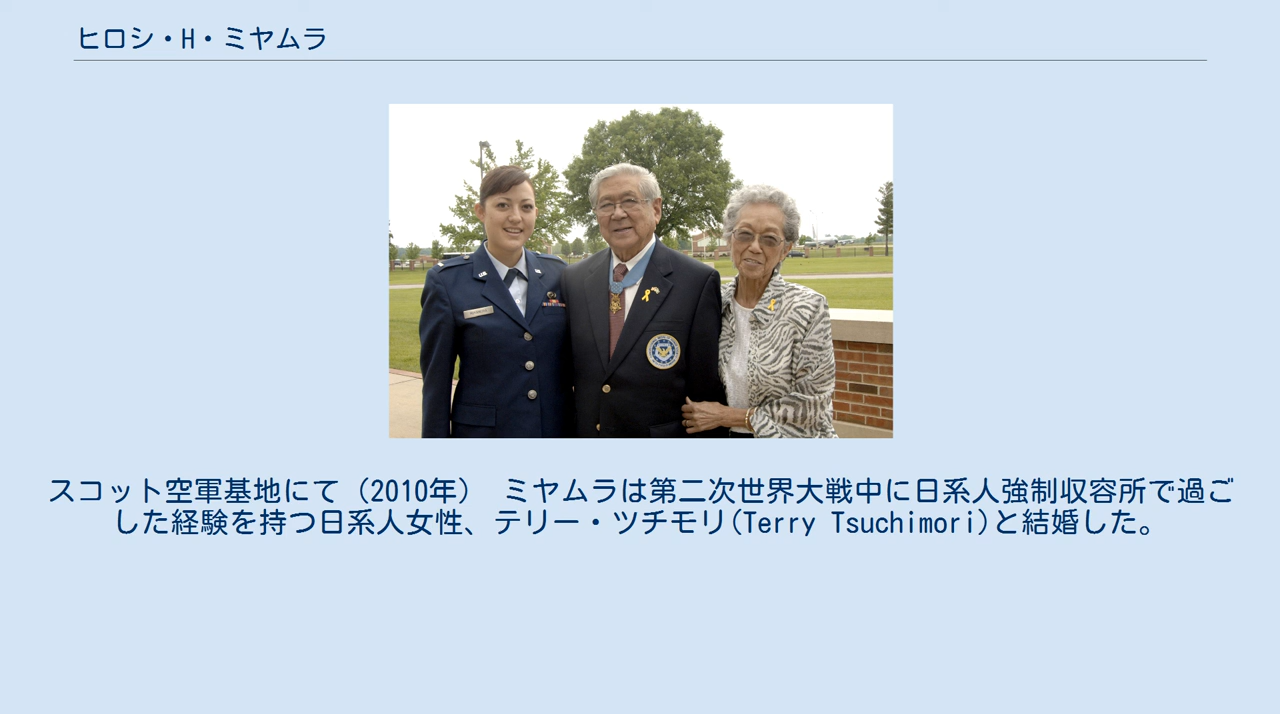 ヒロシ・H・ミヤムラ
スコット空軍基地にて (2010年) ミヤムラは第二次世界大戦中に日系人強制収容所で過ご
した経験を持つ日系人女性、テリー・ツチモリ(Terry Tsuchimori)と結婚した。